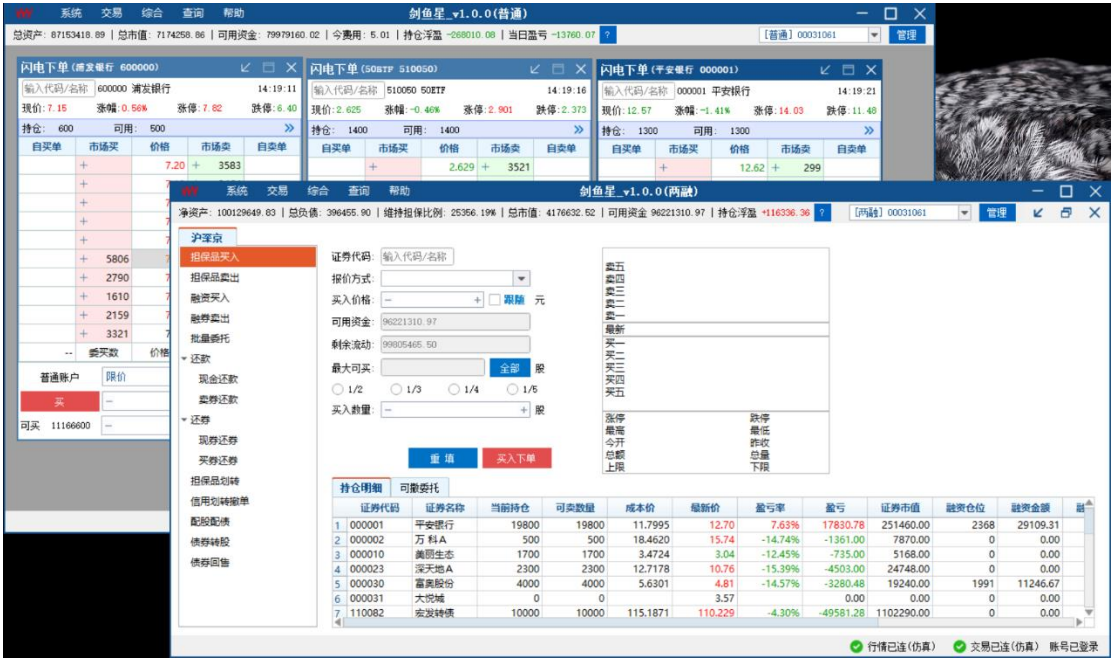 系统 交易 综合 查询 帮助 剑鱼星_v1.0.0(普通)
总资产: 87153418.89 | 总市值: 7174258.86 | 可用资金: 79979160.02 | 今费用: 5.01 | 持仓浮盈 -268010.08 | 当日盈亏 -13760.07 ? [普通] 00031061 管理
闪电下单(浦发银行 600000)
输入代码/名称 600000 浦发银行 14:19:11
现价:7.15 涨幅:0.56% 涨停:7.82 跌停:6.40
持仓: 600 可用: 500
自买单 市场买 价格 市场卖 自卖单
+ 7.20 + 3583
+
+
+
+
+ 5806
+ 2790
+ 1610
+ 2159
+ 3321
-- 委买数 价格
普通账户 限价
买 −
可买 11166600 −
闪电下单(50ETF 510050)
输入代码/名称 510050 50ETF 14:19:16
现价:2.625 涨幅:-0.46% 涨停:2.901 跌停:2.373
持仓: 1400 可用: 1400
自买单 市场买 价格 市场卖 自卖单
+ 2.629 + 3521
闪电下单(平安银行 000001)
输入代码/名称 000001 平安银行 14:19:21
现价:12.57 涨幅:-1.41% 涨停:14.03 跌停:11.48
持仓: 1300 可用: 1300
自买单 市场买 价格 市场卖 自卖单
+ 12.62 + 299
系统 交易 综合 查询 帮助 剑鱼星_v1.0.0(两融)
净资产: 100129649.83 | 总负债: 396455.90 | 维持担保比例: 25356.19% | 总市值: 4176632.52 | 可用资金 96221310.97 | 持仓浮盈 +116336.36 ? [两融] 00031061 管理
沪深京
担保品买入
担保品卖出
融资买入
融券卖出
批量委托
还款
现金还款
卖券还款
还券
现券还券
买券还券
担保品划转
信用划转撤单
配股配债
债券转股
债券回售
证券代码: 输入代码/名称
报价方式:
买入价格: − + 跟随 元
可用资金: 96221310.97
剩余流动: 99805465.50
最大可买: 全部 股
1/2 1/3 1/4 1/5
买入数量: − + 股
重填 买入下单
卖五
卖四
卖三
卖二
卖一
最新
买一
买二
买三
买四
买五
涨停 跌停
最高 最低
今开 昨收
总额 总量
上限 下限
持仓明细 可撤委托
证券代码 证券名称 当前持仓 可卖数量 成本价 最新价 盈亏率 盈亏 证券市值 融资仓位 融资金额
1 000001 平安银行 19800 19800 11.7995 12.70 7.63% 17830.78 251460.00 2368 29109.31
2 000002 万 科A 500 500 18.4620 15.74 -14.74% -1361.00 7870.00 0 0.00
3 000010 美丽生态 1700 1700 3.4724 3.04 -12.45% -735.00 5168.00 0 0.00
4 000023 深天地A 2300 2300 12.7178 10.76 -15.39% -4503.00 24748.00 0 0.00
5 000030 富奥股份 4000 4000 5.6301 4.81 -14.57% -3280.48 19240.00 1991 11246.67
6 000031 大悦城 0 0 3.57 0.00 0.00 0 0.00
7 110082 宏发转债 10000 10000 115.1871 110.229 -4.30% -49581.28 1102290.00 0 0.00
行情已连(仿真) 交易已连(仿真) 账号已登录